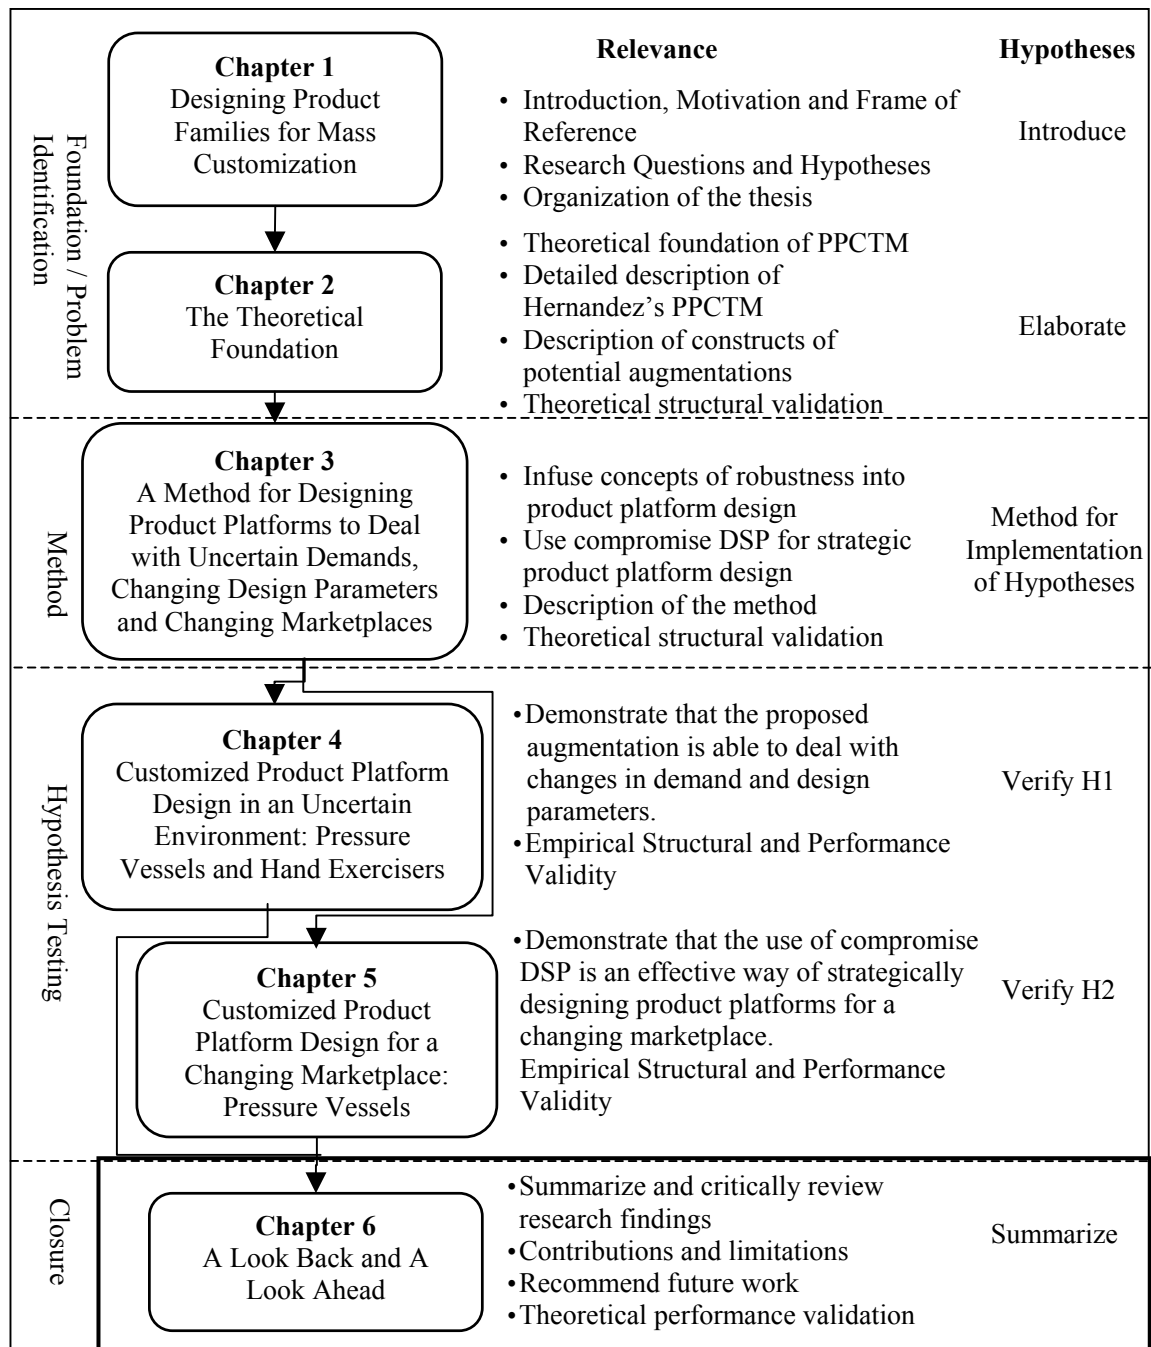 Relevance
Hypotheses
Foundation / Problem
Identification
Chapter 1
Designing Product
Families for Mass
Customization
• Introduction, Motivation and Frame of
Reference
• Research Questions and Hypotheses
• Organization of the thesis
Introduce
Chapter 2
The Theoretical
Foundation
• Theoretical foundation of PPCTM
• Detailed description of
Hernandez’s PPCTM
• Description of constructs of
potential augmentations
• Theoretical structural validation
Elaborate
Method
Chapter 3
A Method for Designing
Product Platforms to Deal
with Uncertain Demands,
Changing Design Parameters
and Changing Marketplaces
• Infuse concepts of robustness into
product platform design
• Use compromise DSP for strategic
product platform design
• Description of the method
• Theoretical structural validation
Method for
Implementation
of Hypotheses
Hypothesis Testing
Chapter 4
Customized Product Platform
Design in an Uncertain
Environment: Pressure
Vessels and Hand Exercisers
•Demonstrate that the proposed
augmentation is able to deal with
changes in demand and design
parameters.
•Empirical Structural and Performance
Validity
Verify H1
Chapter 5
Customized Product
Platform Design for a
Changing Marketplace:
Pressure Vessels
•Demonstrate that the use of compromise
DSP is an effective way of strategically
designing product platforms for a
changing marketplace.
Empirical Structural and Performance
Validity
Verify H2
Closure
Chapter 6
A Look Back and A
Look Ahead
•Summarize and critically review
research findings
•Contributions and limitations
•Recommend future work
•Theoretical performance validation
Summarize